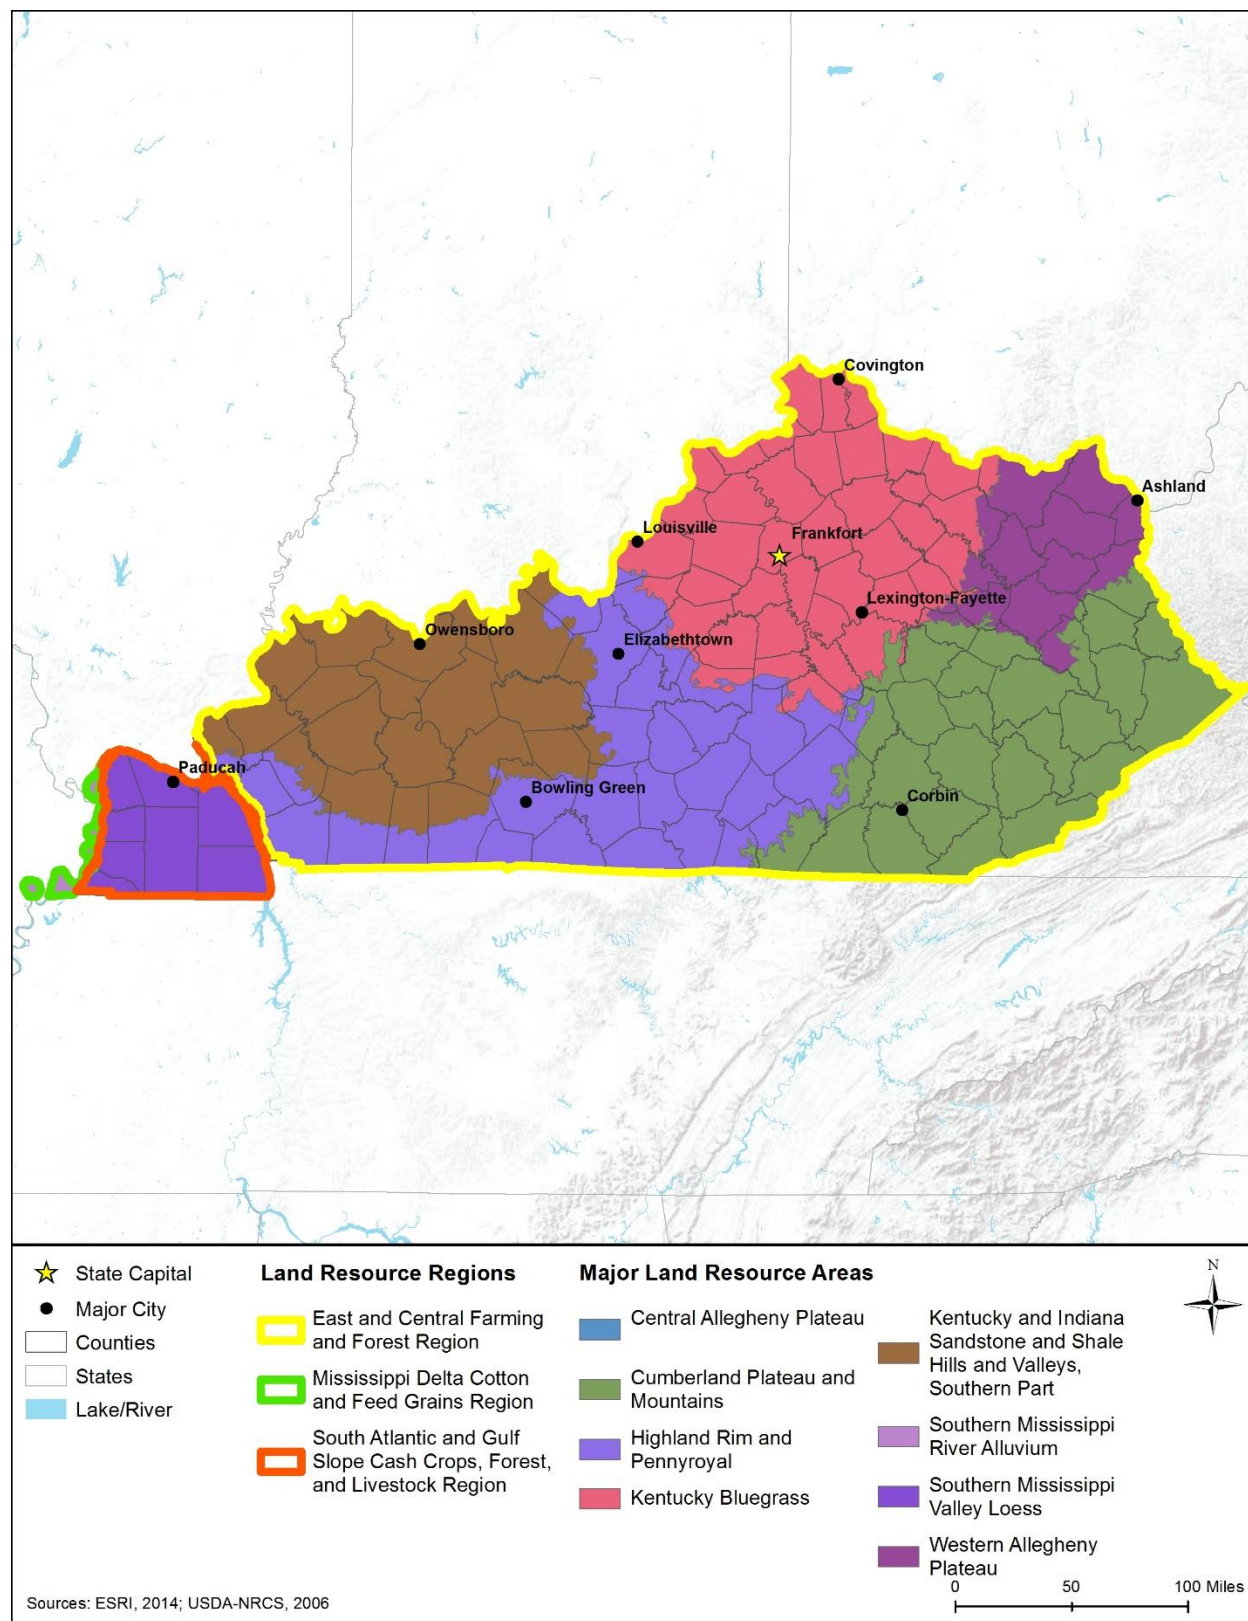 Covington
Ashland
Louisville
Frankfort
Lexington-Fayette
Owensboro
Elizabethtown
Paducah
Bowling Green
Corbin
State Capital
Major City
Counties
States
Lake/River
Land Resource Regions
East and Central Farming
and Forest Region
Mississippi Delta Cotton
and Feed Grains Region
South Atlantic and Gulf
Slope Cash Crops, Forest,
and Livestock Region
Major Land Resource Areas
Central Allegheny Plateau
Cumberland Plateau and
Mountains
Highland Rim and
Pennyroyal
Kentucky Bluegrass
Kentucky and Indiana
Sandstone and Shale
Hills and Valleys,
Southern Part
Southern Mississippi
River Alluvium
Southern Mississippi
Valley Loess
Western Allegheny
Plateau
N
0 50 100 Miles
Sources: ESRI, 2014; USDA-NRCS, 2006